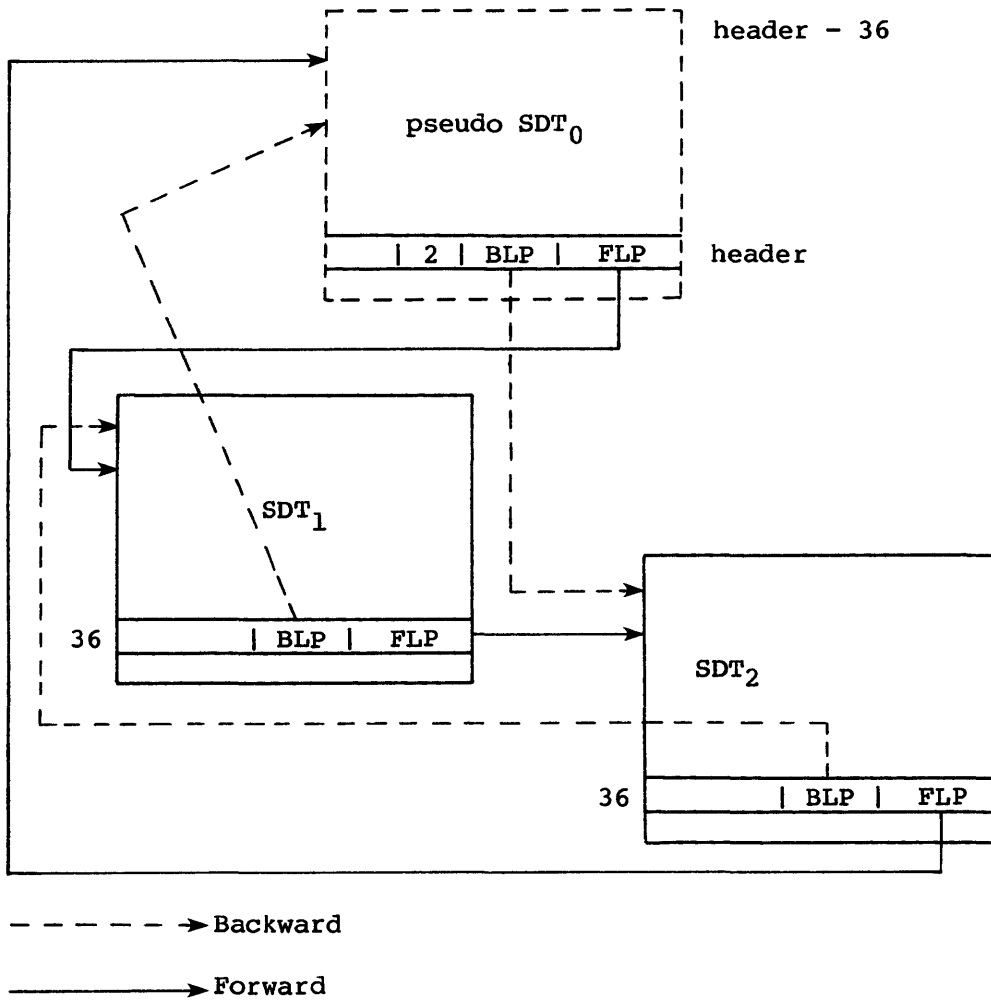 header - 36
pseudo SDT0
| 2 | BLP | FLP header
SDT1
36 | BLP | FLP
SDT2
36 | BLP | FLP
Backward
Forward